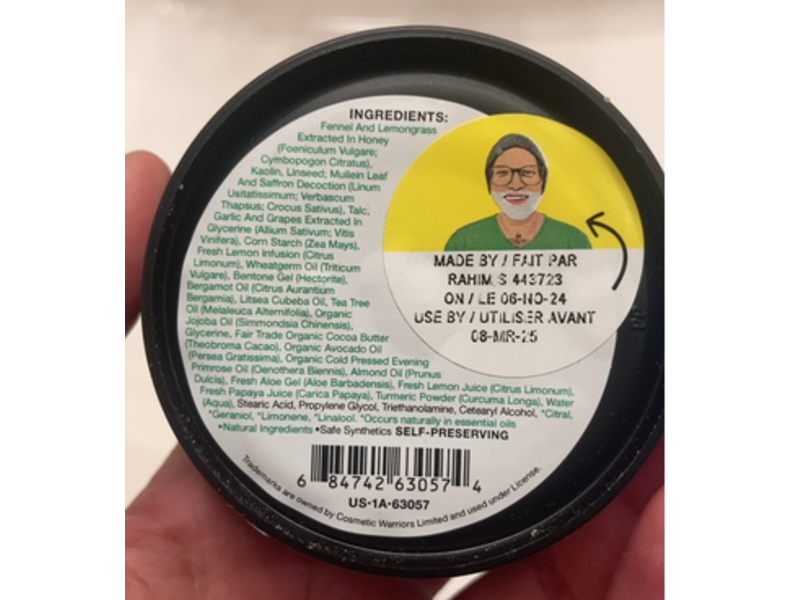 INGREDIENTS:
Fennel And Lemongrass
Extracted In Honey
(Foeniculum Vulgare;
Cymbopogon Citratus),
Kaolin, Linseed; Mullein Leaf
And Saffron Decoction (Linum
Usitatissimum; Verbascum
Thapsus; Crocus Sativus), Talc,
Garlic And Grapes Extracted In
Glycerine (Allium Sativum; Vitis
Vinifera), Corn Starch (Zea Mays),
Fresh Lemon Infusion (Citrus
Limonum), Wheatgerm Oil (Triticum
Vulgare), Bentone Gel (Hectorite),
Bergamot Oil (Citrus Aurantium
Bergamia), Litsea Cubeba Oil, Tea Tree
Oil (Melaleuca Alternifolia), Organic
Jojoba Oil (Simmondsia Chinensis),
Glycerine, Fair Trade Organic Cocoa Butter
(Theobroma Cacao), Organic Avocado Oil
(Persea Gratissima), Organic Cold Pressed Evening
Primrose Oil (Oenothera Biennis), Almond Oil (Prunus
Dulcis), Fresh Aloe Gel (Aloe Barbadensis), Fresh Lemon Juice (Citrus Limonum),
Fresh Papaya Juice (Carica Papaya), Turmeric Powder (Curcuma Longa), Water
(Aqua), Stearic Acid, Propylene Glycol, Triethanolamine, Cetearyl Alcohol, *Citral,
*Geraniol, *Limonene, *Linalool. *Occurs naturally in essential oils
•Natural Ingredients •Safe Synthetics SELF-PRESERVING
MADE BY / FAIT PAR
RAHIM S 443723
ON / LE 06-NO-24
USE BY / UTILISER AVANT
08-MR-25
6 84742 63057 4
US-1A-63057
Trademarks are owned by Cosmetic Warriors Limited and used under License.